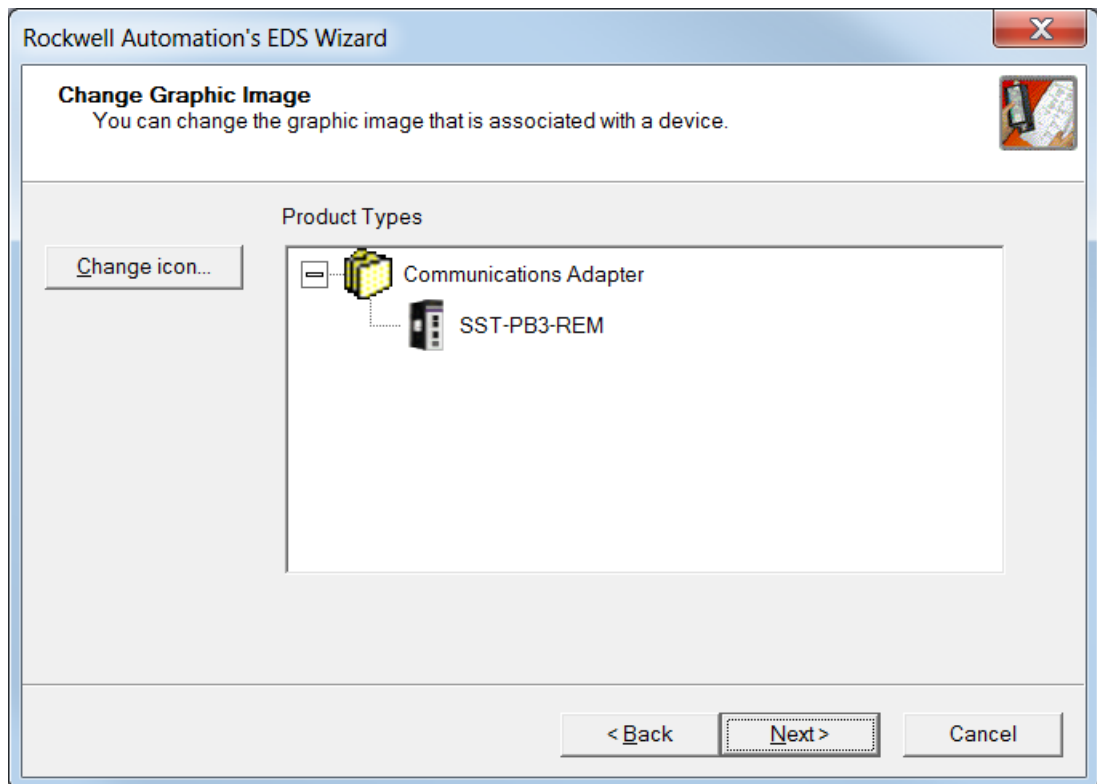 Rockwell Automation's EDS Wizard
Change Graphic Image
You can change the graphic image that is associated with a device.
Product Types
Change icon...
Communications Adapter
SST-PB3-REM
< Back
Next >
Cancel